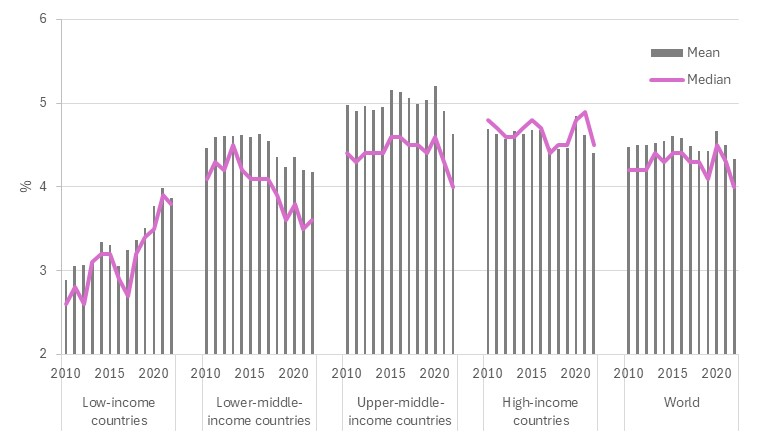 6
Mean
Median
5
4
%
3
2
2010 2015 2020 2010 2015 2020 2010 2015 2020 2010 2015 2020 2010 2015 2020
Low-income Lower-middle- Upper-middle- High-income World
countries income countries income countries countries